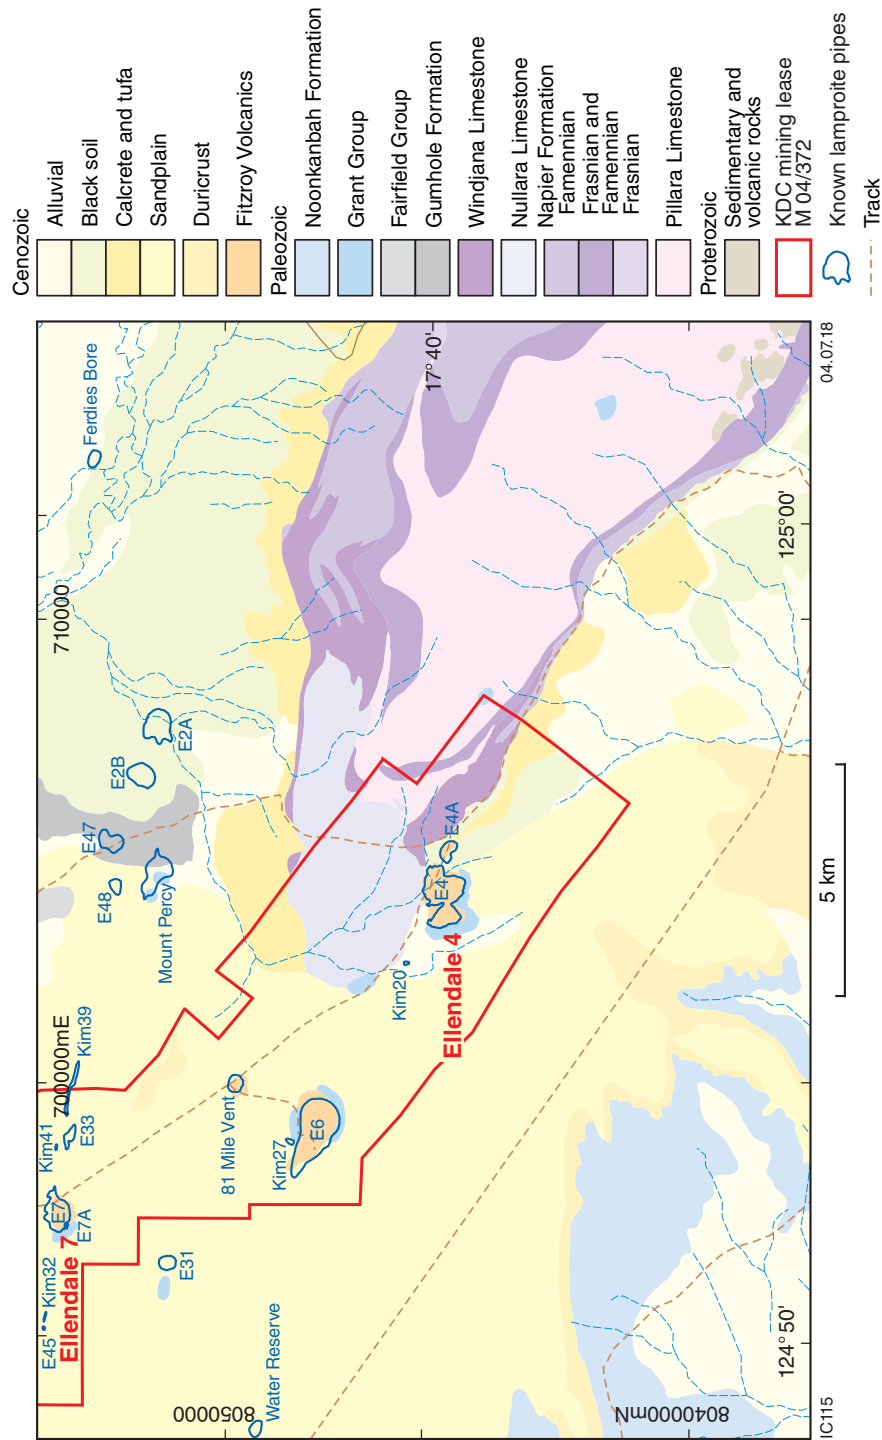 Ferdies Bore
710000
E2A
E2B
E47
E48
Mount Percy
Kim39
700000mE
Kim41
E33
E7
E7A
Ellendale 7
Kim32
E45
E31
81 Mile Vent
Kim27
E6
Kim20
E4
E4A
Ellendale 4
Water Reserve
8050000
8040000mN
17°40'
125°00'
124°50'
5 km
IC115
04.07.18
Cenozoic
Alluvial
Black soil
Calcrete and tufa
Sandplain
Duricrust
Fitzroy Volcanics
Paleozoic
Noonkanbah Formation
Grant Group
Fairfield Group
Gumhole Formation
Windjana Limestone
Nullara Limestone
Napier Formation
Famennian
Frasnian and
Famennian
Frasnian
Pillara Limestone
Proterozoic
Sedimentary and
volcanic rocks
KDC mining lease
M 04/372
Known lamproite pipes
Track